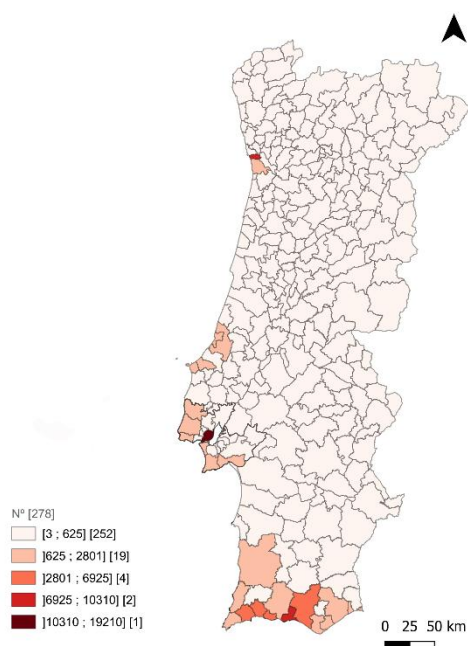 Nº [278]
[3 ; 625] [252]
]625 ; 2801] [19]
]2801 ; 6925] [4]
]6925 ; 10310] [2]
]10310 ; 19210] [1]
0 25 50 km